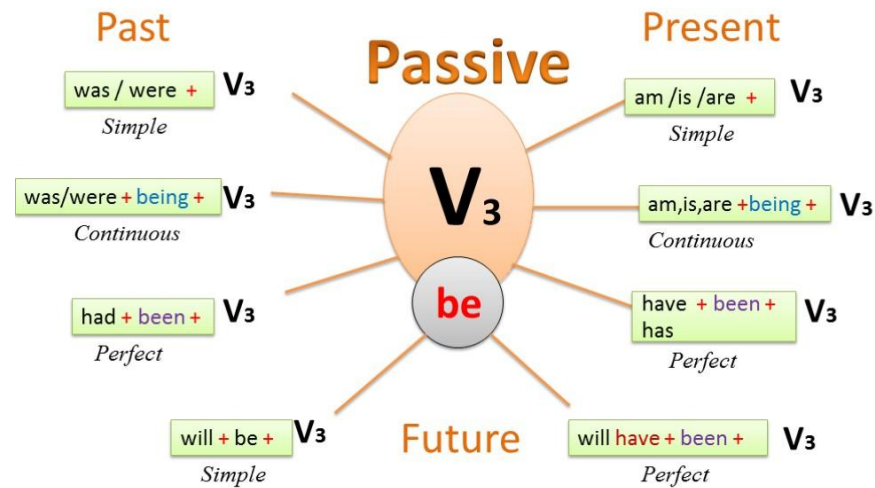 Past
Passive
Present
was / were + V3
Simple
was/were + being + V3
Continuous
had + been + V3
Perfect
V3
be
am /is /are + V3
Simple
am,is,are +being + V3
Continuous
have + been + V3
has
Perfect
Future
will + be + V3
Simple
will have + been + V3
Perfect